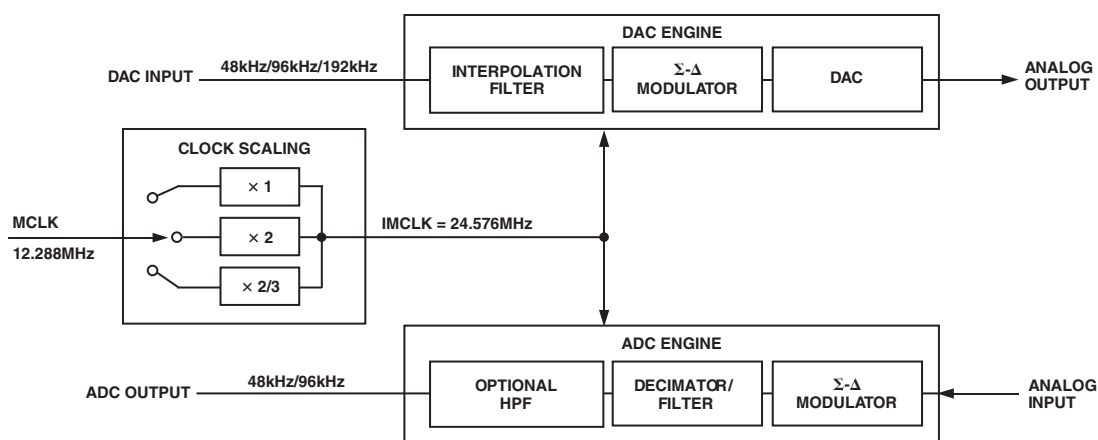 DAC ENGINE
DAC INPUT
48kHz/96kHz/192kHz
INTERPOLATION
FILTER
Σ-Δ
MODULATOR
DAC
ANALOG
OUTPUT
CLOCK SCALING
× 1
MCLK
12.288MHz
× 2
IMCLK = 24.576MHz
× 2/3
ADC ENGINE
ADC OUTPUT
48kHz/96kHz
OPTIONAL
HPF
DECIMATOR/
FILTER
Σ-Δ
MODULATOR
ANALOG
INPUT